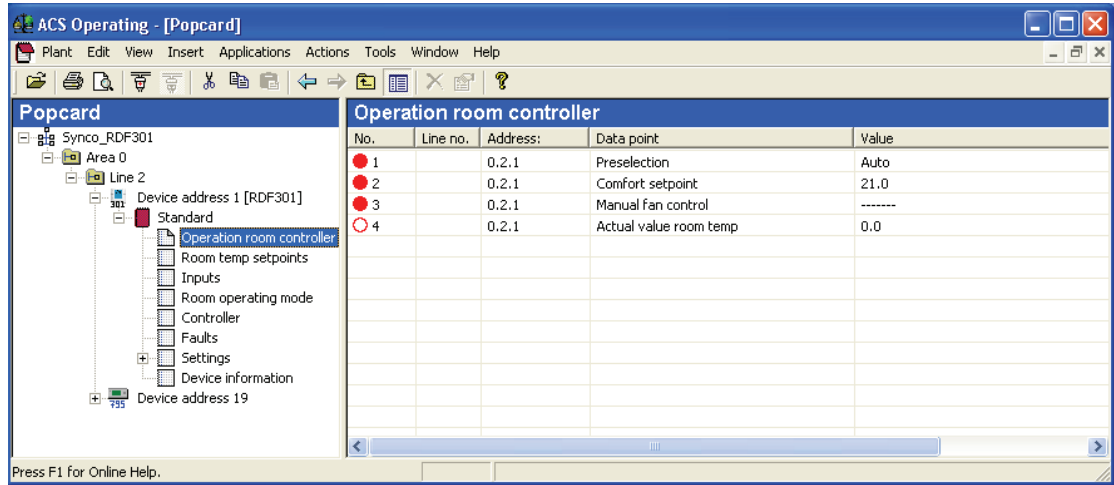 ACS Operating - [Popcard]
Plant Edit View Insert Applications Actions Tools Window Help
Popcard
Synco_RDF301
Area 0
Line 2
301
Device address 1 [RDF301]
Standard
Operation room controller
Room temp setpoints
Inputs
Room operating mode
Controller
Faults
Settings
Device information
795
Device address 19
Operation room controller
No. Line no. Address: Data point Value
1 0.2.1 Preselection Auto
2 0.2.1 Comfort setpoint 21.0
3 0.2.1 Manual fan control -------
4 0.2.1 Actual value room temp 0.0
Press F1 for Online Help.